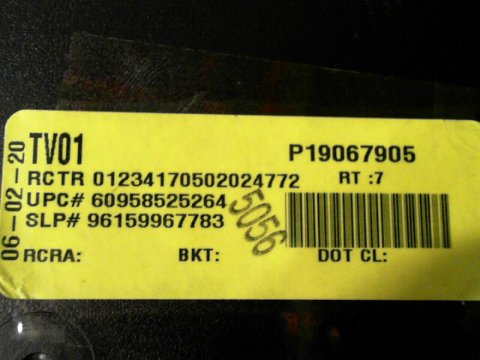 06-02-20
TV01
P19067905
RCTR 01234170502024772
RT :7
UPC# 60958525264
SLP# 96159967783
5056
RCRA:
BKT:
DOT CL: